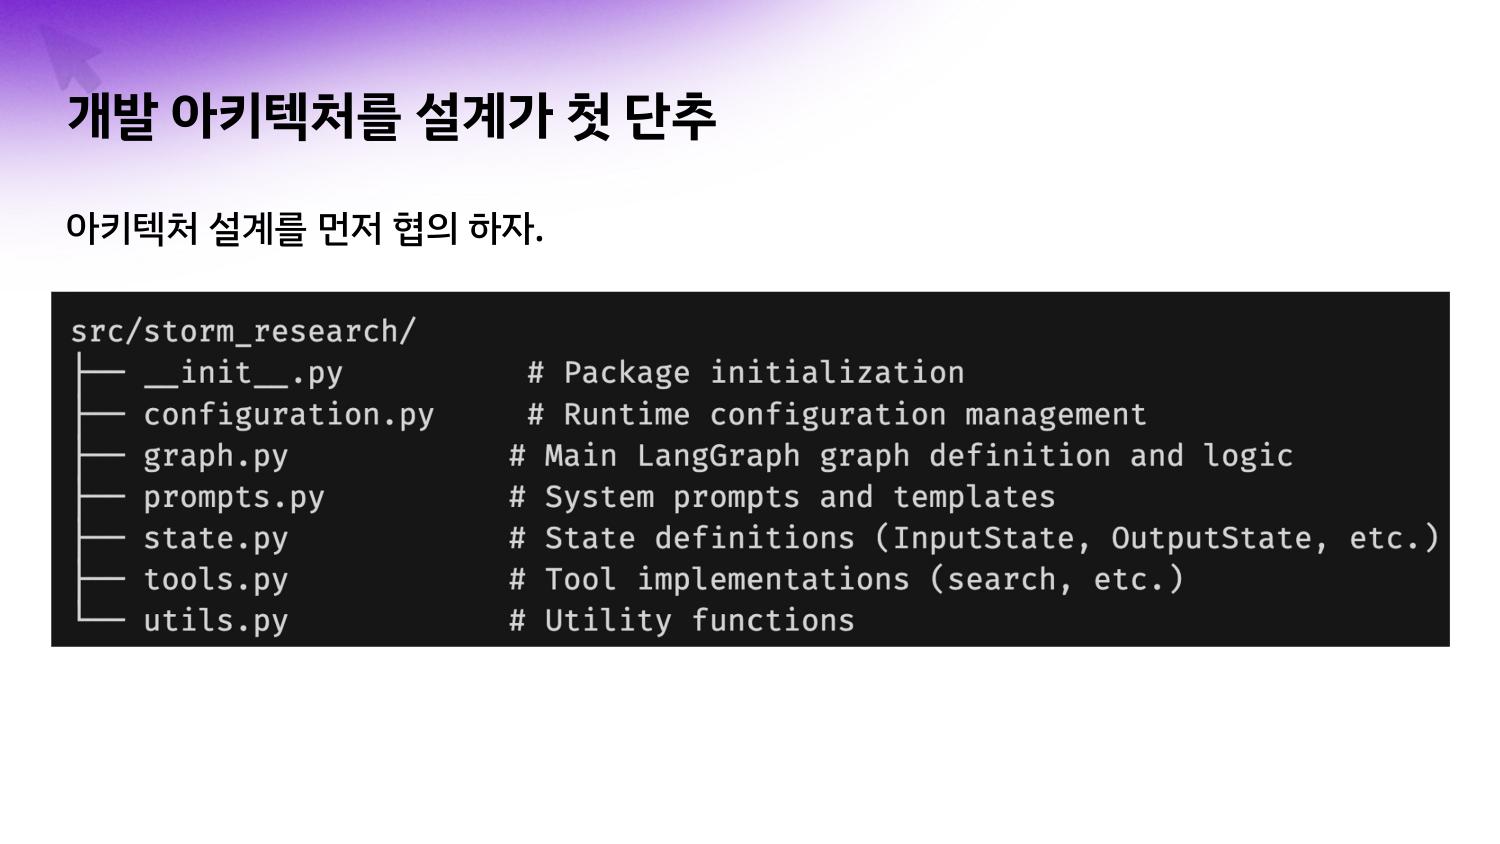 개발 아키텍처를 설계가 첫 단추
아키텍처 설계를 먼저 협의 하자.
src/storm_research/
├── __init__.py          # Package initialization
├── configuration.py     # Runtime configuration management
├── graph.py            # Main LangGraph graph definition and logic
├── prompts.py          # System prompts and templates
├── state.py            # State definitions (InputState, OutputState, etc.)
├── tools.py            # Tool implementations (search, etc.)
└── utils.py            # Utility functions